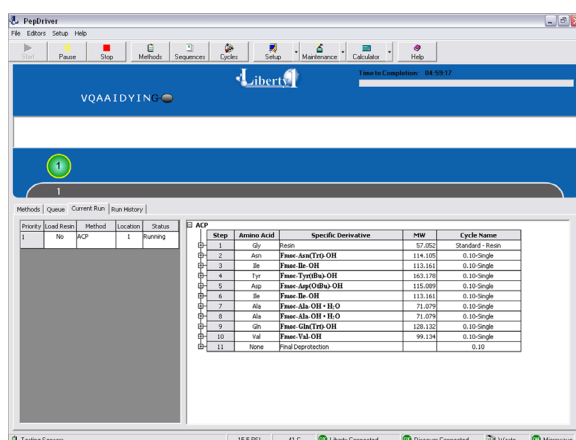 PepDriver
File Editors Setup Help
Start Pause Stop Methods Sequences Cycles Setup Maintenance Calculator Help
Liberty
Time to Completion: 04:59:17
VQAAIDYING
1
1
Methods Queue Current Run Run History
Priority Load Resin Method Location Status
1 No ACP 1 Running
ACP
Step Amino Acid Specific Derivative MW Cycle Name
1 Gly Resin 57.052 Standard - Resin
2 Asn Fmoc-Asn(Trt)-OH 114.105 0.10-Single
3 Ile Fmoc-Ile-OH 113.161 0.10-Single
4 Tyr Fmoc-Tyr(tBu)-OH 163.178 0.10-Single
5 Asp Fmoc-Asp(OtBu)-OH 115.089 0.10-Single
6 Ile Fmoc-Ile-OH 113.161 0.10-Single
7 Ala Fmoc-Ala-OH • H₂O 71.079 0.10-Single
8 Ala Fmoc-Ala-OH • H₂O 71.079 0.10-Single
9 Gln Fmoc-Gln(Trt)-OH 128.132 0.10-Single
10 Val Fmoc-Val-OH 99.134 0.10-Single
11 None Final Deprotection 0.10